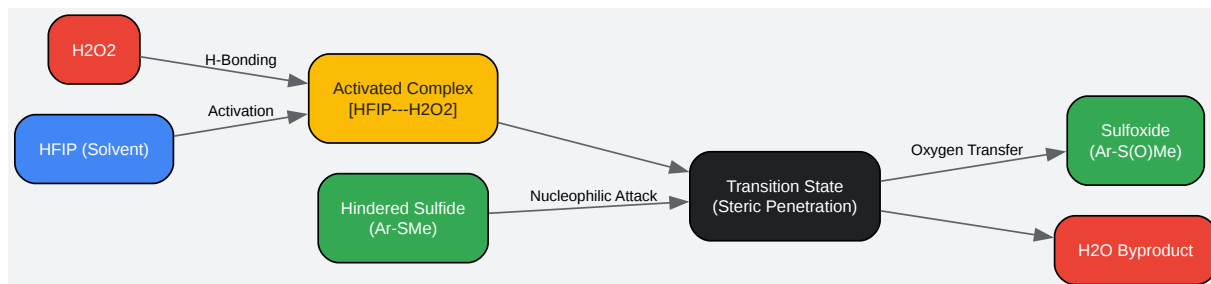 H2O2
H-Bonding
Activated Complex
[HFIP---H2O2]
Activation
HFIP (Solvent)
Hindered Sulfide
(Ar-SMe)
Nucleophilic Attack
Transition State
(Steric Penetration)
Oxygen Transfer
Sulfoxide
(Ar-S(O)Me)
H2O Byproduct